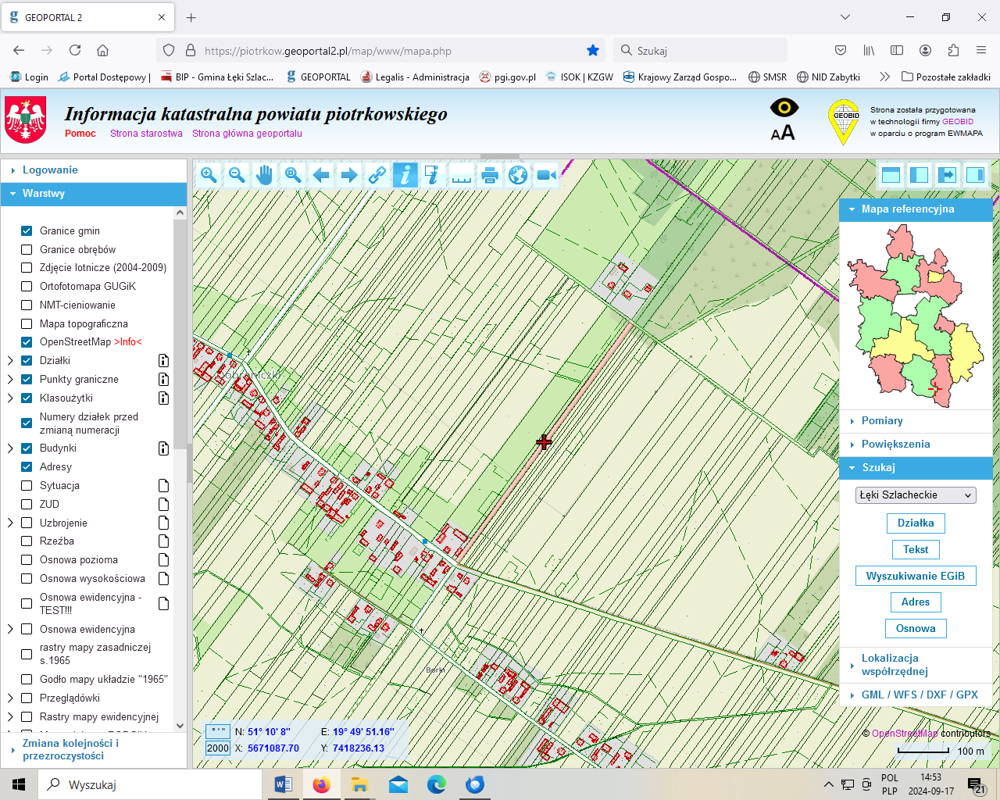 GEOPORTAL 2
https://piotrkow.geoportal2.pl/map/www/mapa.php
Szukaj
Login
Portal Dostępowy |
BIP - Gmina Łęki Szlac...
GEOPORTAL
Legalis - Administracja
pgi.gov.pl
ISOK | KZGW
Krajowy Zarząd Gospo...
SMSR
NID Zabytki
Pozostałe zakładki
Informacja katastralna powiatu piotrkowskiego
Pomoc
Strona starostwa
Strona główna geoportalu
AA
GEOBID
Strona została przygotowana
w technologii firmy GEOBID
w oparciu o program EWMAPA
Logowanie
Warstwy
Granice gmin
Granice obrębów
Zdjęcie lotnicze (2004-2009)
Ortofotomapa GUGiK
NMT-cieniowanie
Mapa topograficzna
OpenStreetMap >Info<
Działki
Punkty graniczne
Klasoużytki
Numery działek przed
zmianą numeracji
Budynki
Adresy
Sytuacja
ZUD
Uzbrojenie
Rzeźba
Osnowa pozioma
Osnowa wysokościowa
Osnowa ewidencyjna -
TEST!!!
Osnowa ewidencyjna
rastry mapy zasadniczej
s.1965
Godło mapy układzie "1965"
Przeglądówki
Rastry mapy ewidencyjnej
Zmiana kolejności i
przezroczystości
Borki
° ' "
N: 51° 10' 8"
E: 19° 49' 51.16"
2000
X: 5671087.70
Y: 7418236.13
Mapa referencyjna
Pomiary
Powiększenia
Szukaj
Łęki Szlacheckie
Działka
Tekst
Wyszukiwanie EGiB
Adres
Osnowa
Lokalizacja
współrzędnej
GML / WFS / DXF / GPX
© OpenStreetMap contributors
100 m
Wyszukaj
POL
PLP
14:53
2024-09-17
21